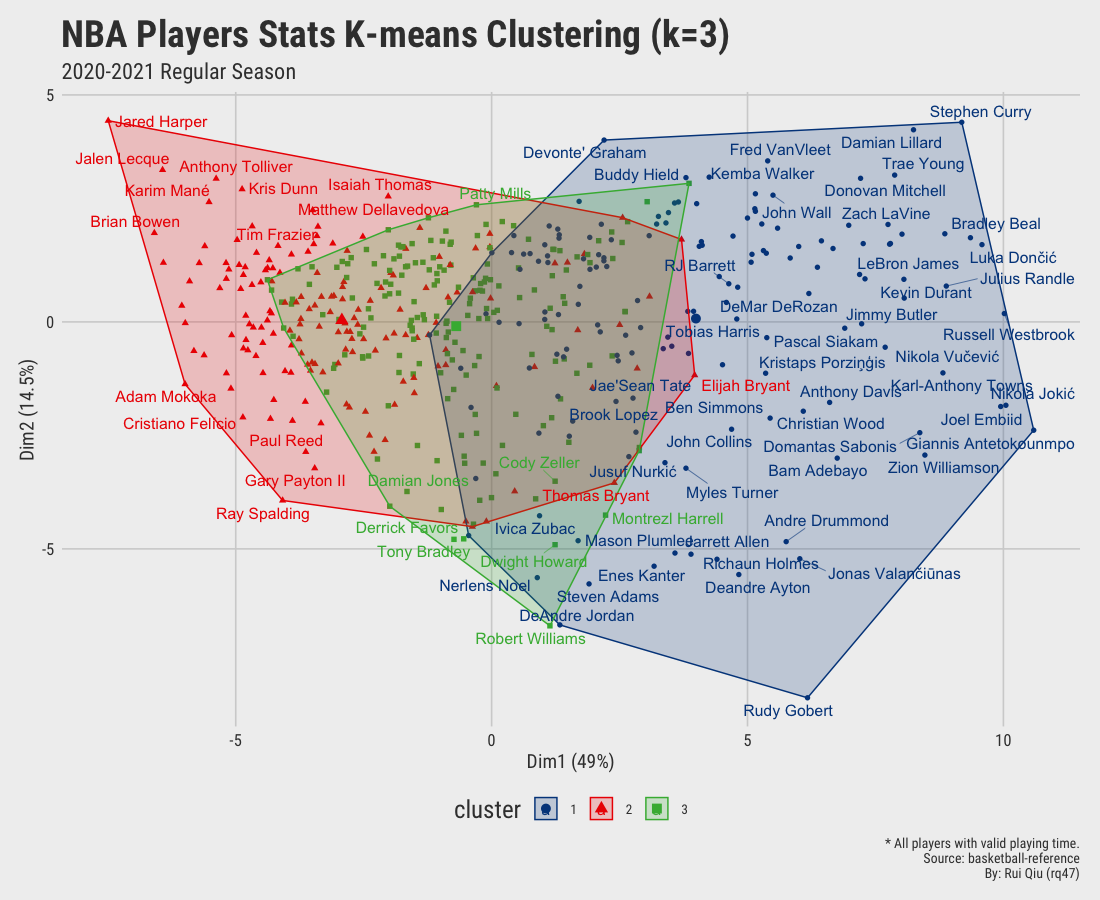 NBA Players Stats K-means Clustering (k=3)
2020-2021 Regular Season
5
Stephen Curry
Jared Harper
Damian Lillard
Devonte' Graham
Fred VanVleet
Jalen Lecque
Anthony Tolliver
Trae Young
Buddy Hield
Kemba Walker
Karim Mané
Kris Dunn
Isaiah Thomas
Patty Mills
Donovan Mitchell
Matthew Dellavedova
John Wall
Zach LaVine
Brian Bowen
Bradley Beal
Tim Frazier
Luka Dončić
RJ Barrett
LeBron James
Julius Randle
Kevin Durant
DeMar DeRozan
Jimmy Butler
0
Tobias Harris
Russell Westbrook
Pascal Siakam
Nikola Vučević
Kristaps Porziņģis
Jae'Sean Tate
Elijah Bryant
Karl-Anthony Towns
Adam Mokoka
Anthony Davis
Nikola Jokić
Brook Lopez
Ben Simmons
Cristiano Felício
Christian Wood
Joel Embiid
Paul Reed
John Collins
Domantas Sabonis
Giannis Antetokounmpo
Cody Zeller
Jusuf Nurkić
Bam Adebayo
Zion Williamson
Gary Payton II
Damian Jones
Myles Turner
Thomas Bryant
Ray Spalding
Montrezl Harrell
Andre Drummond
Derrick Favors
Ivica Zubac
Mason Plumlee
Jarrett Allen
-5
Tony Bradley
Dwight Howard
Richaun Holmes
Jonas Valančiūnas
Nerlens Noel
Enes Kanter
Deandre Ayton
Steven Adams
DeAndre Jordan
Robert Williams
Rudy Gobert
Dim2 (14.5%)
-5
0
5
10
Dim1 (49%)
cluster 1 2 3
* All players with valid playing time.
Source: basketball-reference
By: Rui Qiu (rq47)